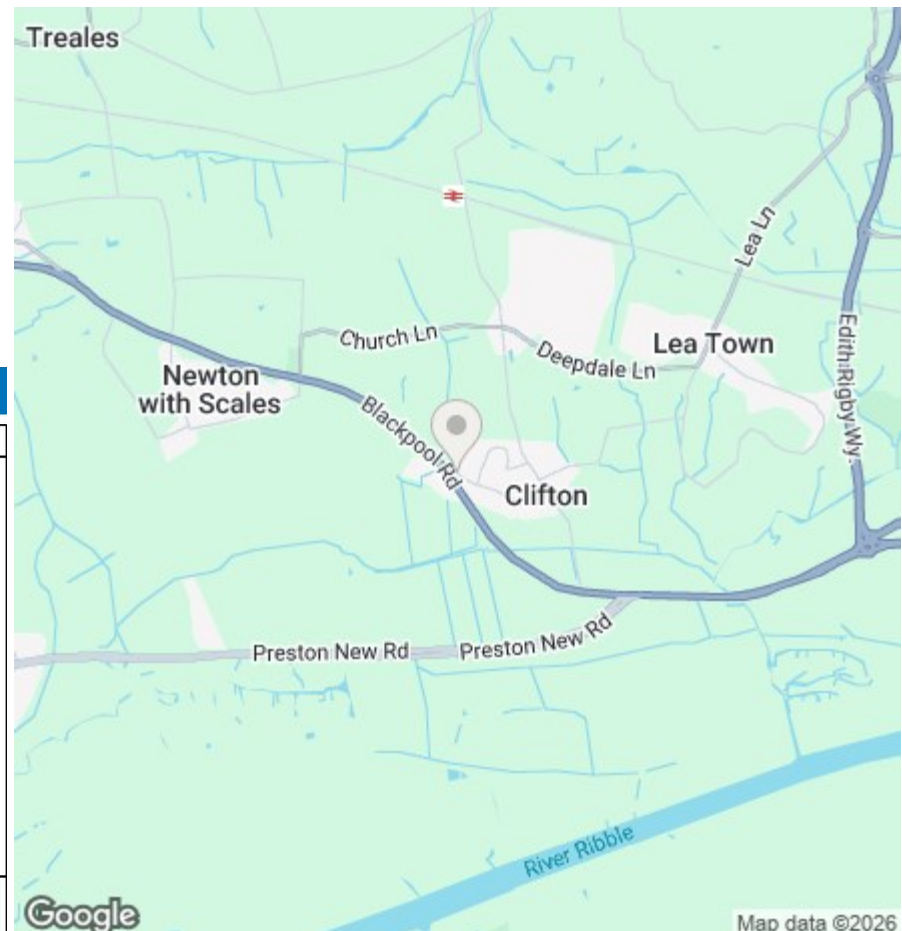 Treales
Lea Ln
Church Ln
Deepdale Ln
Lea Town
Edith Rigby Wy.
Newton
with Scales
Blackpool Rd
Clifton
Preston New Rd
Preston New Rd
River Ribble
Google
Map data ©2026